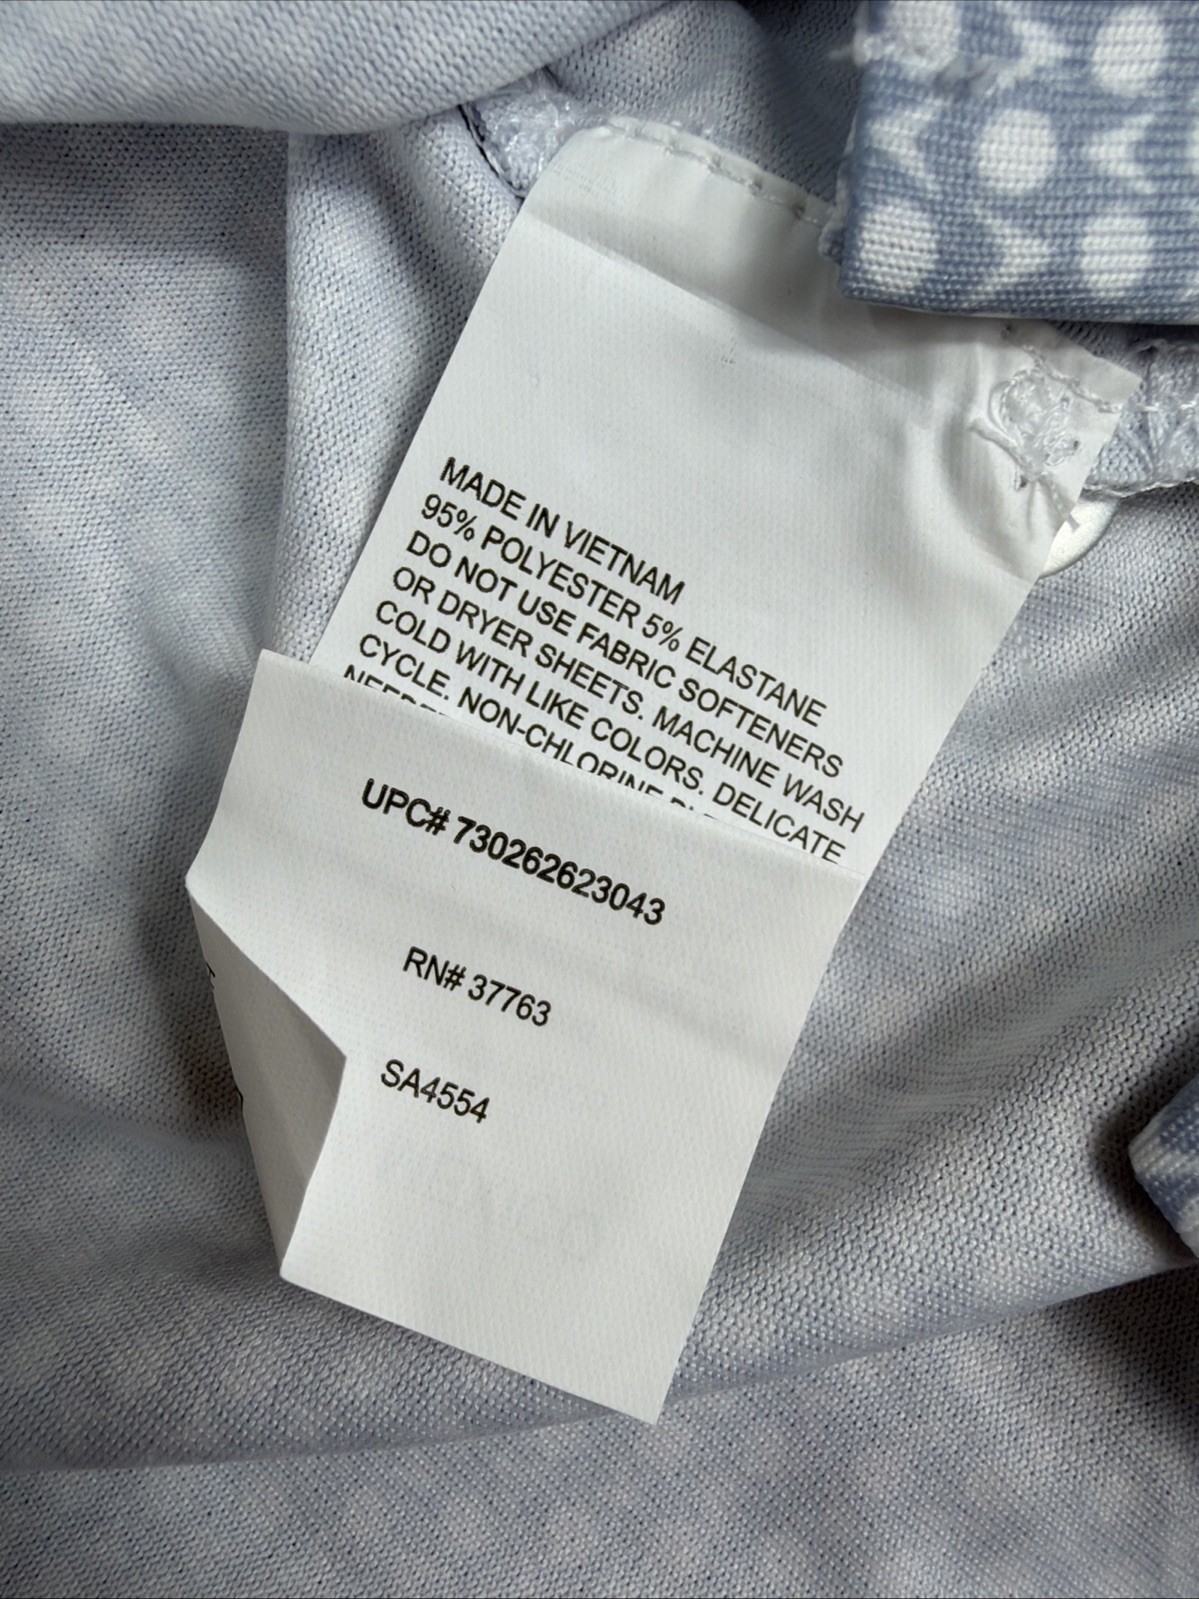 MADE IN VIETNAM
95% POLYESTER 5% ELASTANE
DO NOT USE FABRIC SOFTENERS
OR DRYER SHEETS. MACHINE WASH
COLD WITH LIKE COLORS. DELICATE
CYCLE. NON-CHLORINE
UPC# 730262623043
RN# 37763
SA4554